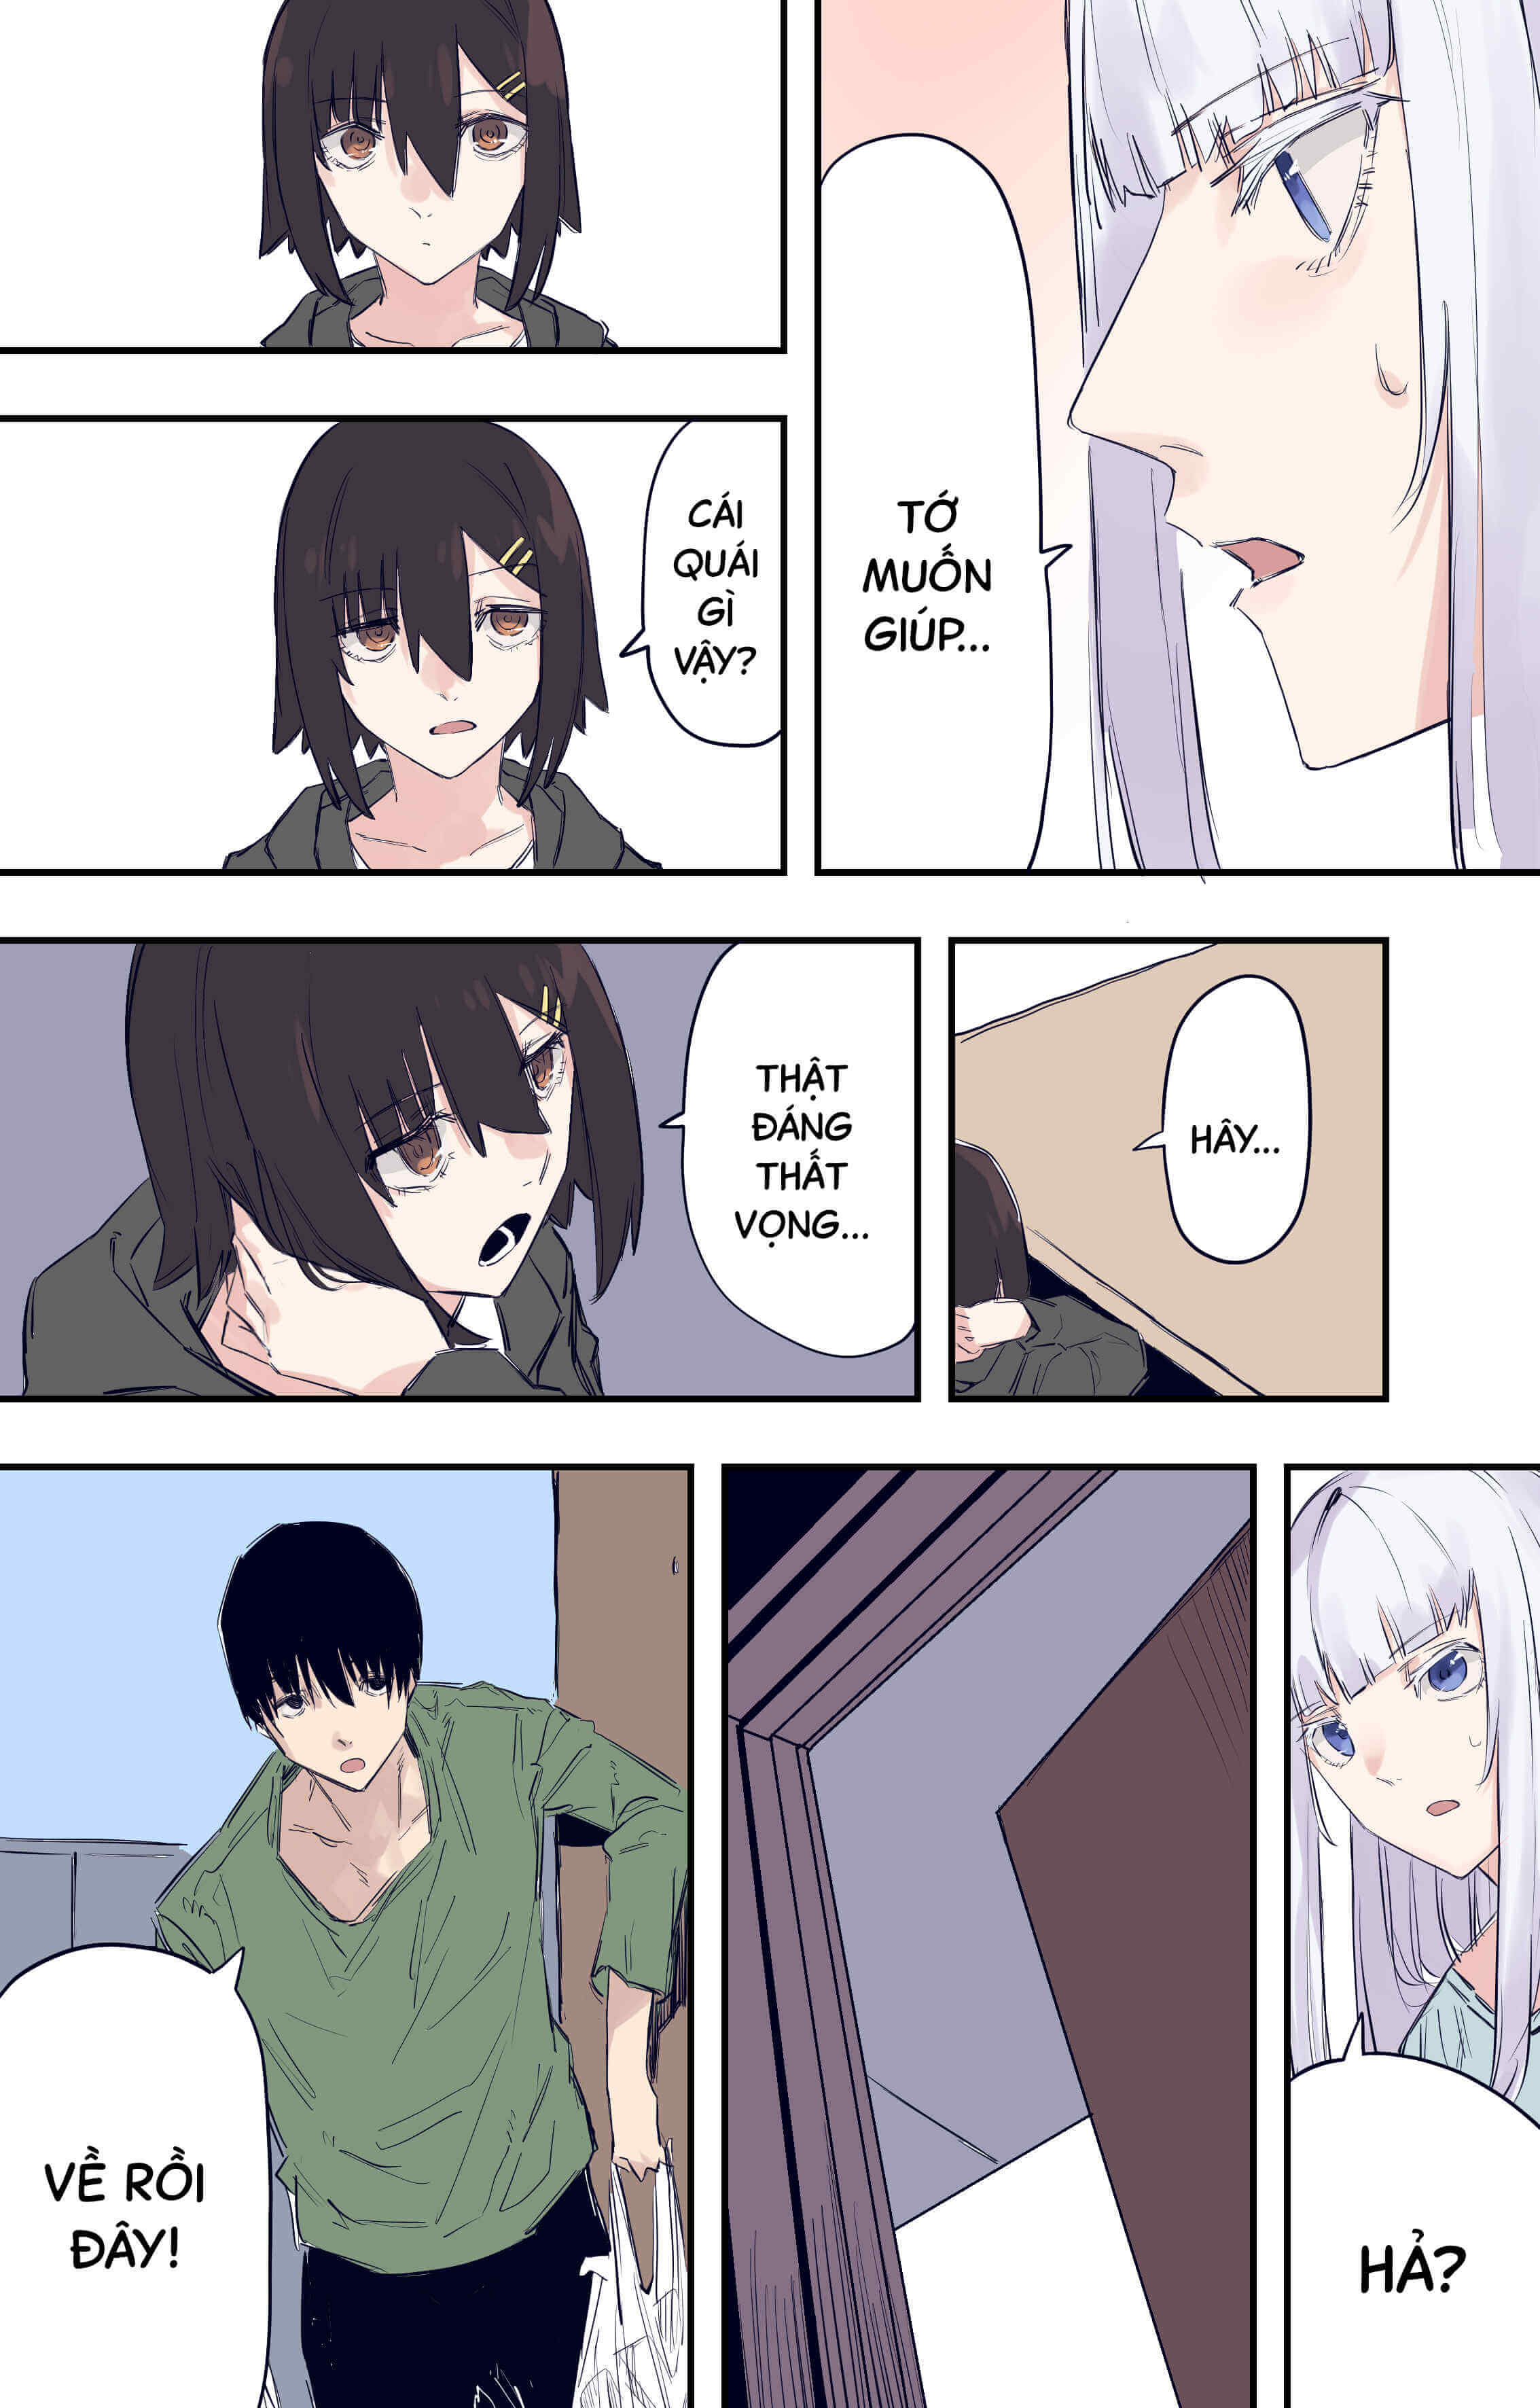 TỚ
MUỐN
GIÚP...
CÁI
QUÁI
GÌ
VẬY?
HÂY...
THẬT
ĐÁNG
THẤT
VỌNG...
HẢ?
VỀ RỒI
ĐÂY!